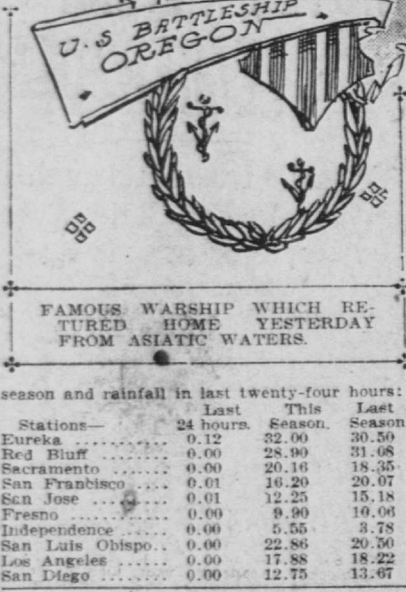 U.S BATTLESHIP
OREGON
FAMOUS WARSHIP WHICH RE-
TURED HOME YESTERDAY
FROM ASIATIC WATERS.
season and rainfall in last twenty-four hours:
Last This Last
Stations— 24 hours. Season. Season
Eureka .......... 0.12 32.00 30.50
Red Bluff ........ 0.00 28.90 31.08
Sacramento ....... 0.00 20.16 18.35
San Francisco .... 0.01 16.20 20.07
San Jose ......... 0.01 12.25 15.18
Fresno ........... 0.00 9.90 10.06
Independence ..... 0.00 5.55 3.78
San Luis Obispo.. 0.00 22.86 20.50
Los Angeles ...... 0.00 17.88 18.22
San Diego ........ 0.00 12.75 13.67